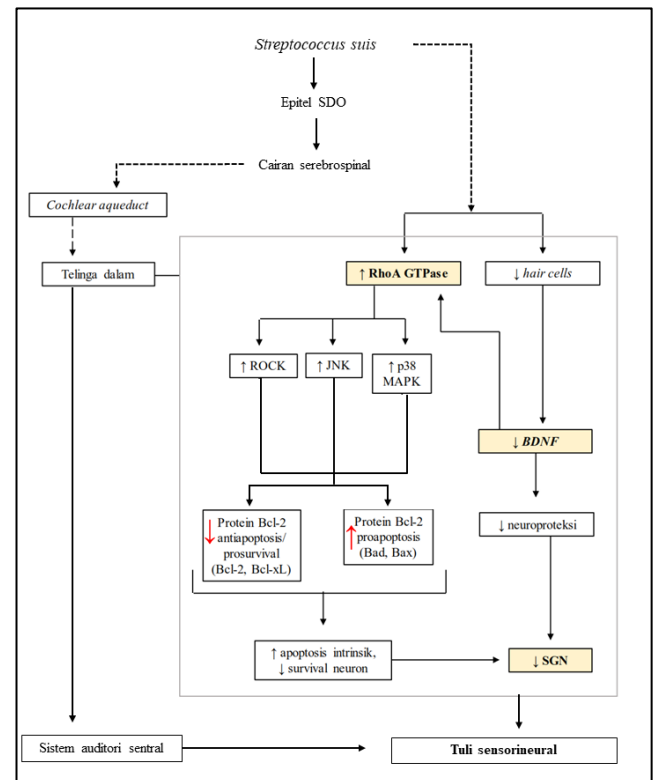 Streptococcus suis
Epitel SDO
Cairan serebrospinal
Cochlear aqueduct
Telinga dalam
↑ RhoA GTPase
↓ hair cells
↑ ROCK
↑ JNK
↑ p38
MAPK
↓ BDNF
↓ Protein Bcl-2
antiapoptosis/
prosurvival
(Bcl-2, Bcl-xL)
↑ Protein Bcl-2
proapoptosis
(Bad, Bax)
↓ neuroproteksi
↑ apoptosis intrinsik,
↓ survival neuron
↓ SGN
Sistem auditori sentral
Tuli sensorineural